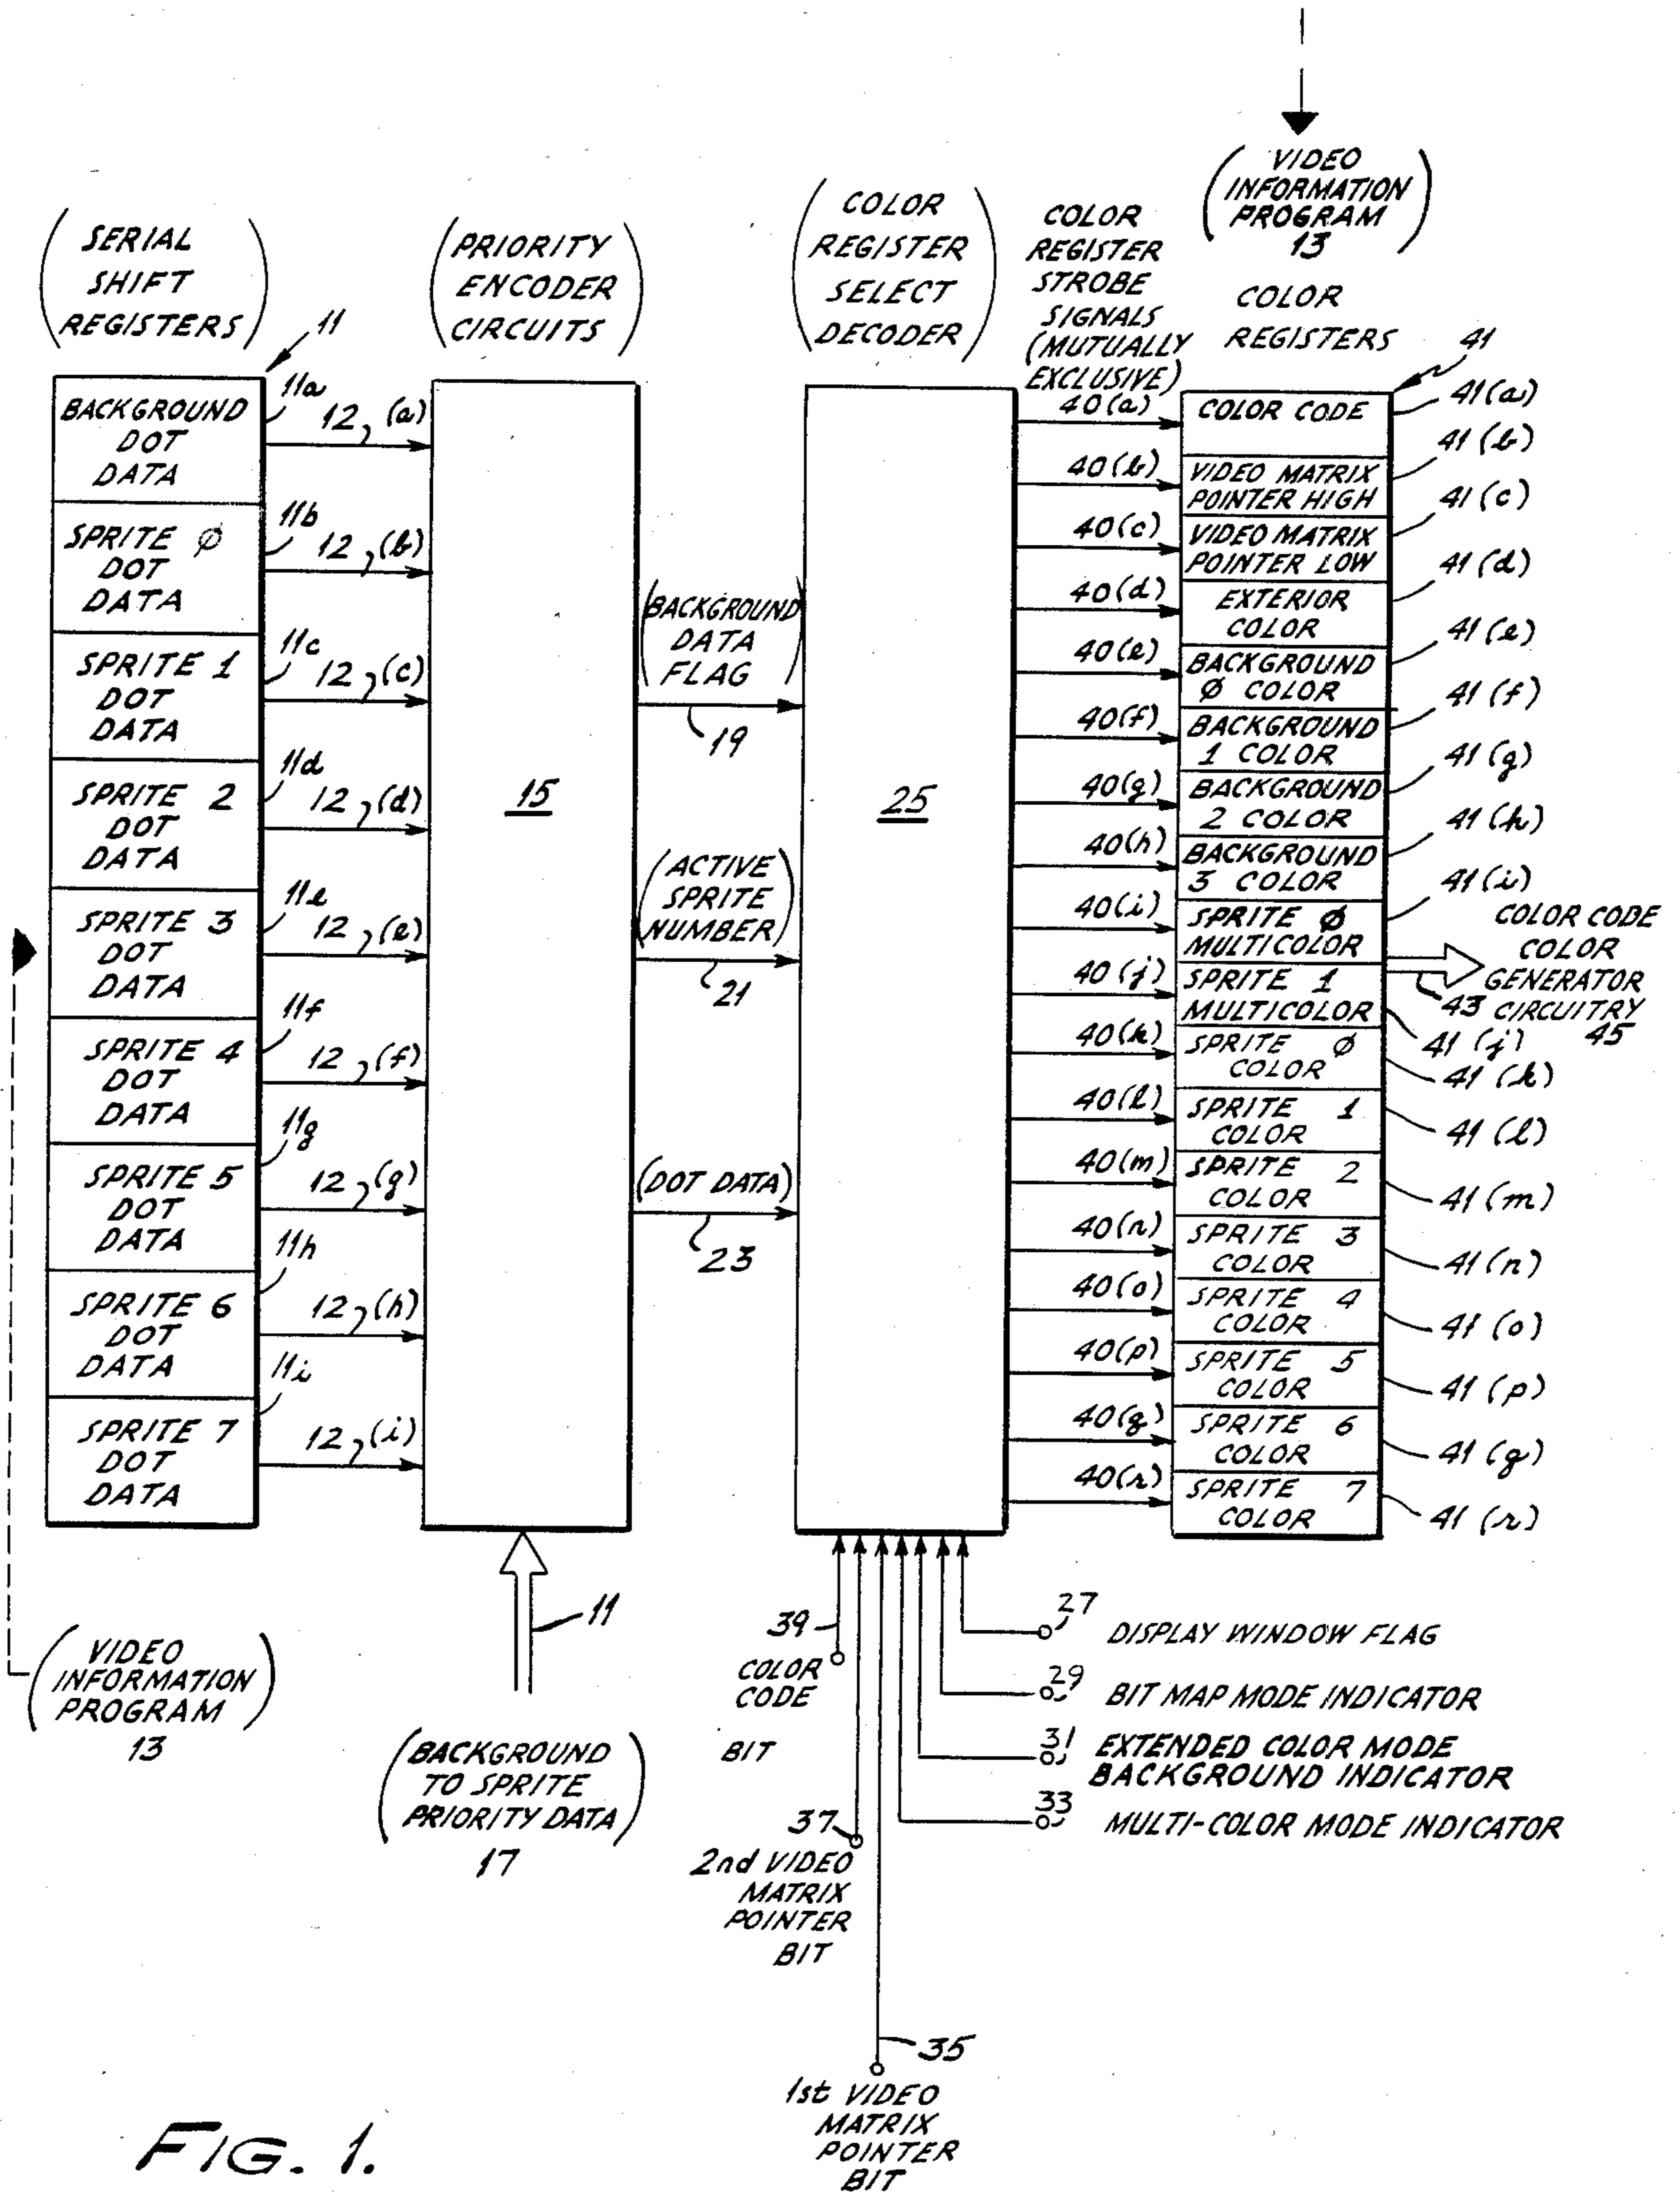 (SERIAL
SHIFT
REGISTERS)
11
(PRIORITY
ENCODER
CIRCUITS)
(COLOR
REGISTER
SELECT
DECODER)
COLOR
REGISTER
STROBE
SIGNALS
(MUTUALLY
EXCLUSIVE)
(VIDEO
INFORMATION
PROGRAM
13)
COLOR
REGISTERS
41
BACKGROUND
DOT
DATA
11a
12 (a)
SPRITE Ø
DOT
DATA
11b
12 (b)
SPRITE 1
DOT
DATA
11c
12 (c)
SPRITE 2
DOT
DATA
11d
12 (d)
SPRITE 3
DOT
DATA
11e
12 (e)
SPRITE 4
DOT
DATA
11f
12 (f)
SPRITE 5
DOT
DATA
11g
12 (g)
SPRITE 6
DOT
DATA
11h
12 (h)
SPRITE 7
DOT
DATA
11i
12 (i)
(VIDEO
INFORMATION
PROGRAM)
13
15
11
(BACKGROUND
TO SPRITE
PRIORITY DATA)
17
(BACKGROUND
DATA
FLAG)
19
(ACTIVE
SPRITE
NUMBER)
21
(DOT DATA)
23
25
40(a)
COLOR CODE
41(a)
40(b)
VIDEO MATRIX
POINTER HIGH
41(b)
40(c)
VIDEO MATRIX
POINTER LOW
41(c)
40(d)
EXTERIOR
COLOR
41(d)
40(e)
BACKGROUND
Ø COLOR
41(e)
40(f)
BACKGROUND
1 COLOR
41(f)
40(g)
BACKGROUND
2 COLOR
41(g)
40(h)
BACKGROUND
3 COLOR
41(h)
40(i)
SPRITE Ø
MULTICOLOR
41(i)
40(j)
SPRITE 1
MULTICOLOR
41(j)
COLOR CODE
COLOR
GENERATOR
43 CIRCUITRY
45
40(k)
SPRITE Ø
COLOR
41(k)
40(l)
SPRITE 1
COLOR
41(l)
40(m)
SPRITE 2
COLOR
41(m)
40(n)
SPRITE 3
COLOR
41(n)
40(o)
SPRITE 4
COLOR
41(o)
40(p)
SPRITE 5
COLOR
41(p)
40(q)
SPRITE 6
COLOR
41(q)
40(r)
SPRITE 7
COLOR
41(r)
39
COLOR
CODE
BIT
27
DISPLAY WINDOW FLAG
29
BIT MAP MODE INDICATOR
31
EXTENDED COLOR MODE
BACKGROUND INDICATOR
33
MULTI-COLOR MODE INDICATOR
37
2nd VIDEO
MATRIX
POINTER
BIT
35
1st VIDEO
MATRIX
POINTER
BIT
FIG. 1.